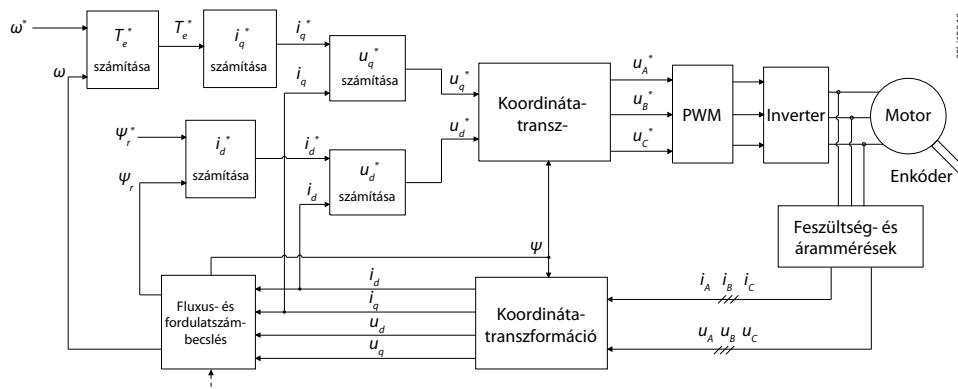 ω*
T_e*
számítása
T_e*
i_q*
számítása
i_q*
i_q
u_q*
számítása
u_q*
ω
Koordináta-
transz-
u_A*
u_B*
u_C*
PWM
Inverter
Motor
Enkóder
Ψ_r*
Ψ_r
i_d*
számítása
i_d*
i_d
u_d*
számítása
u_d*
Feszültség- és
árammérések
Ψ
Fluxus- és
fordulatszám-
becslés
i_d
i_q
u_d
u_q
Koordináta-
transzformáció
i_A i_B i_C
u_A u_B u_C